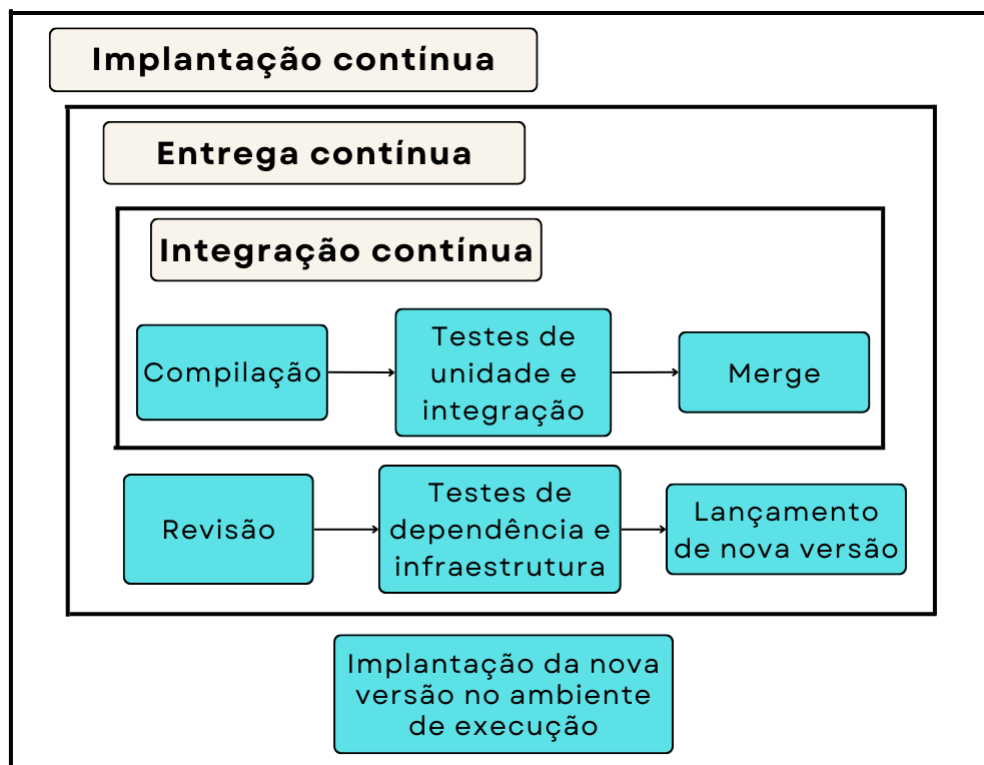 Implantação contínua
Entrega contínua
Integração contínua
Compilação
Testes de
unidade e
integração
Merge
Revisão
Testes de
dependência e
infraestrutura
Lançamento
de nova versão
Implantação da nova
versão no ambiente
de execução